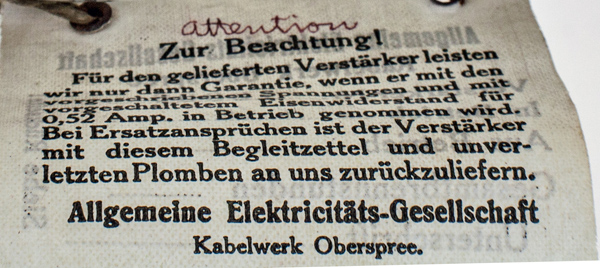 attention
Zur Beachtung!
Für den gelieferten Verstärker leisten
wir nur dann Garantie, wenn er mit den
vorgeschriebenen Spannungen und mit
vorgeschaltetem Eisenwiderstand für
0,52 Amp. in Betrieb genommen wird.
Bei Ersatzansprüchen ist der Verstärker
mit diesem Begleitzettel und unver-
letzten Plomben an uns zurückzuliefern.
Allgemeine Elektricitäts-Gesellschaft
Kabelwerk Oberspree.